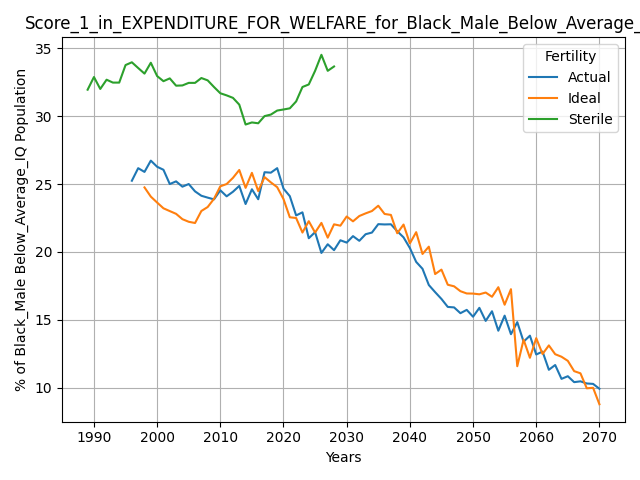 Score_1_in_EXPENDITURE_FOR_WELFARE_for_Black_Male_Below_Average_
35
30
25
20
15
10
% of Black_Male Below_Average_IQ Population
Fertility
Actual
Ideal
Sterile
1990 2000 2010 2020 2030 2040 2050 2060 2070
Years